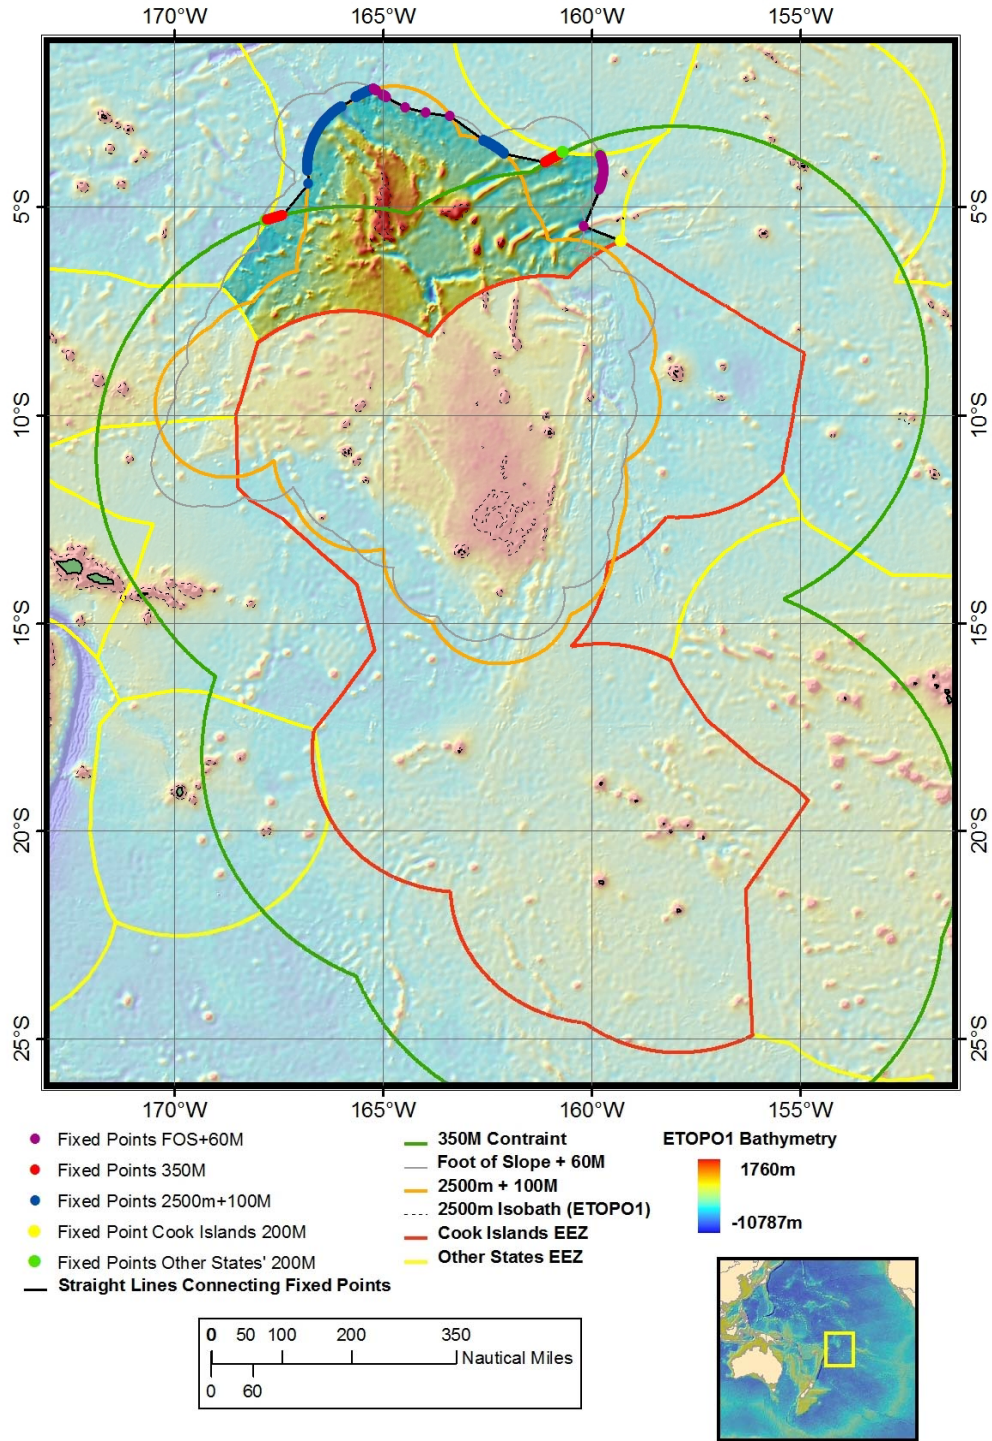 170°W 165°W 160°W 155°W
5°S 5°S
10°S 10°S
15°S 15°S
20°S 20°S
25°S 25°S
170°W 165°W 160°W 155°W
Fixed Points FOS+60M
Fixed Points 350M
Fixed Points 2500m+100M
Fixed Point Cook Islands 200M
Fixed Points Other States' 200M
Straight Lines Connecting Fixed Points
350M Contraint
Foot of Slope + 60M
2500m + 100M
2500m Isobath (ETOPO1)
Cook Islands EEZ
Other States EEZ
ETOPO1 Bathymetry
1760m
-10787m
0 50 100 200 350
Nautical Miles
0 60